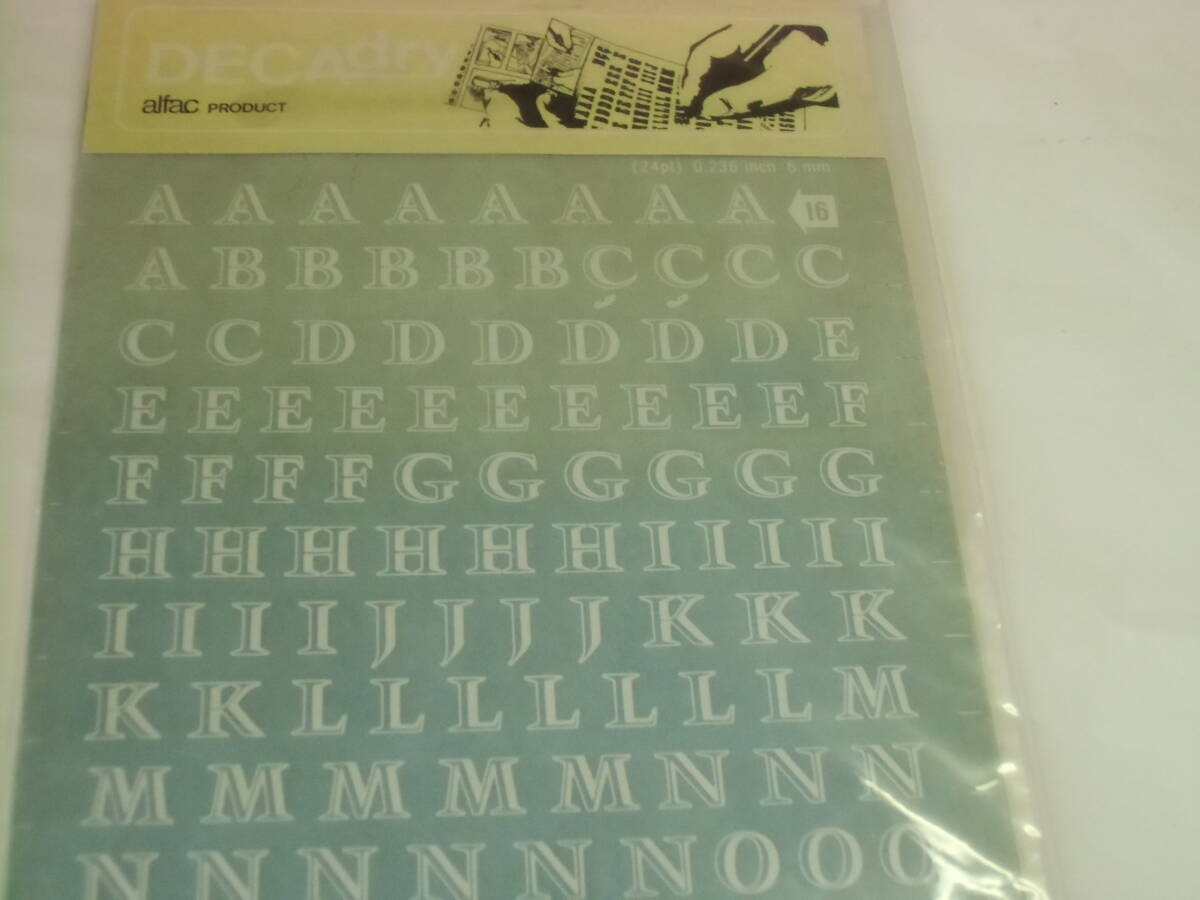 DECAdry
alfac PRODUCT
(24pt) 0.236 inch 6 mm
A A A A A A A A 16
A B B B B B C C C C
C C D D D D D D E
E E E E E E E E E E F
F F F F G G G G G G
H H H H H H I I I I I
I I I I J J J J K K K
K K L L L L L L L M
M M M M M N N N
N N N N N N N O O O